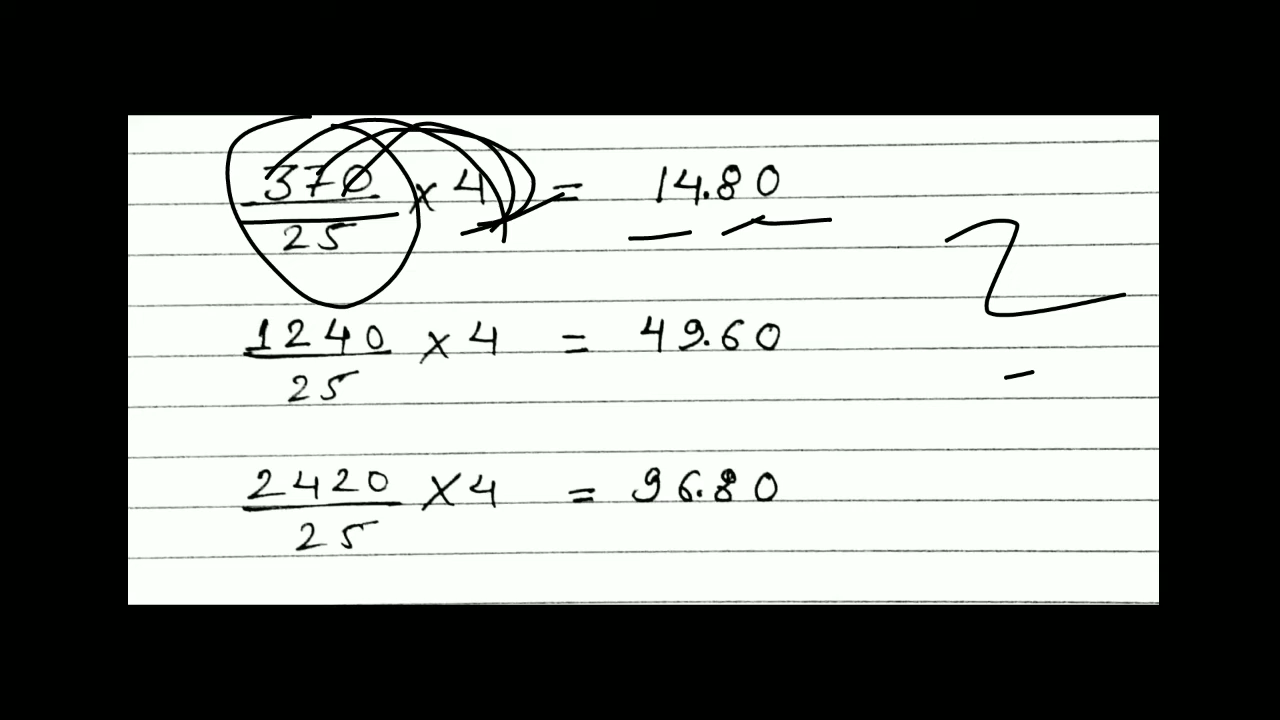 370/25 × 4 = 14.80
1240/25 × 4 = 49.60
2420/25 × 4 = 96.80